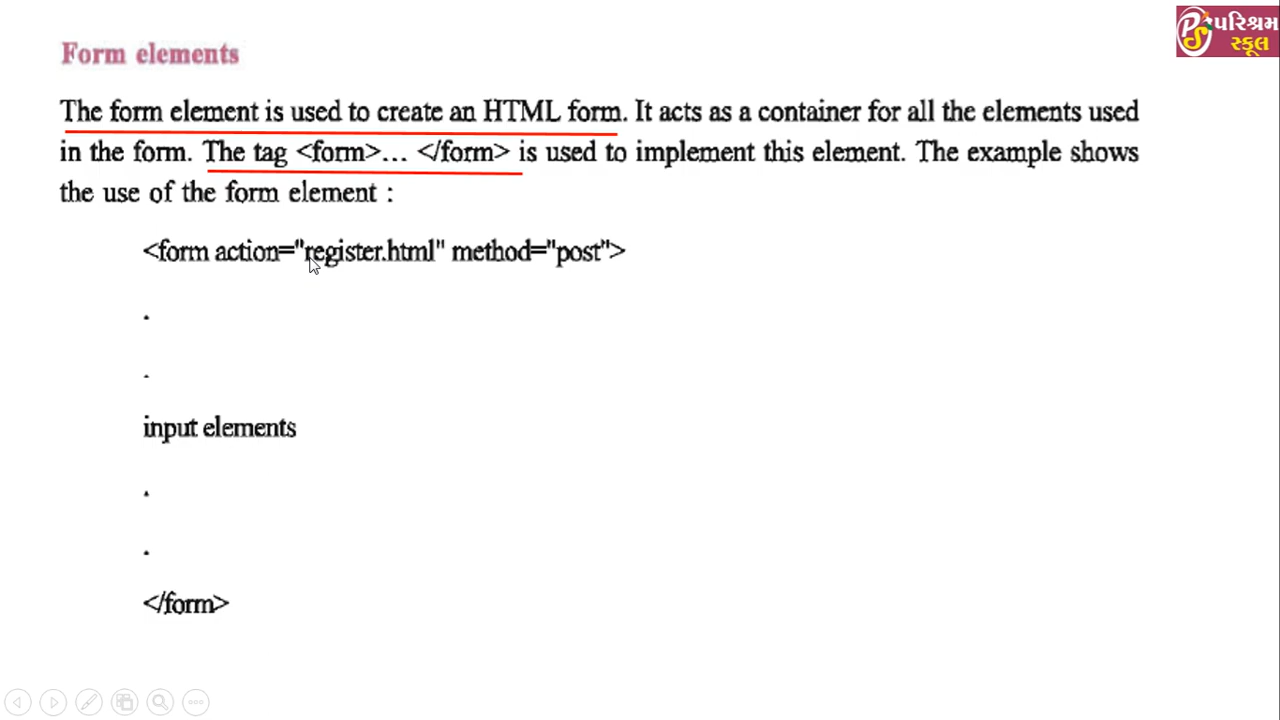 પરિશ્રમ
સ્કૂલ
Form elements
The form element is used to create an HTML form. It acts as a container for all the elements used
in the form. The tag <form>... </form> is used to implement this element. The example shows
the use of the form element :
<form action="register.html" method="post">
.
.
input elements
.
.
</form>